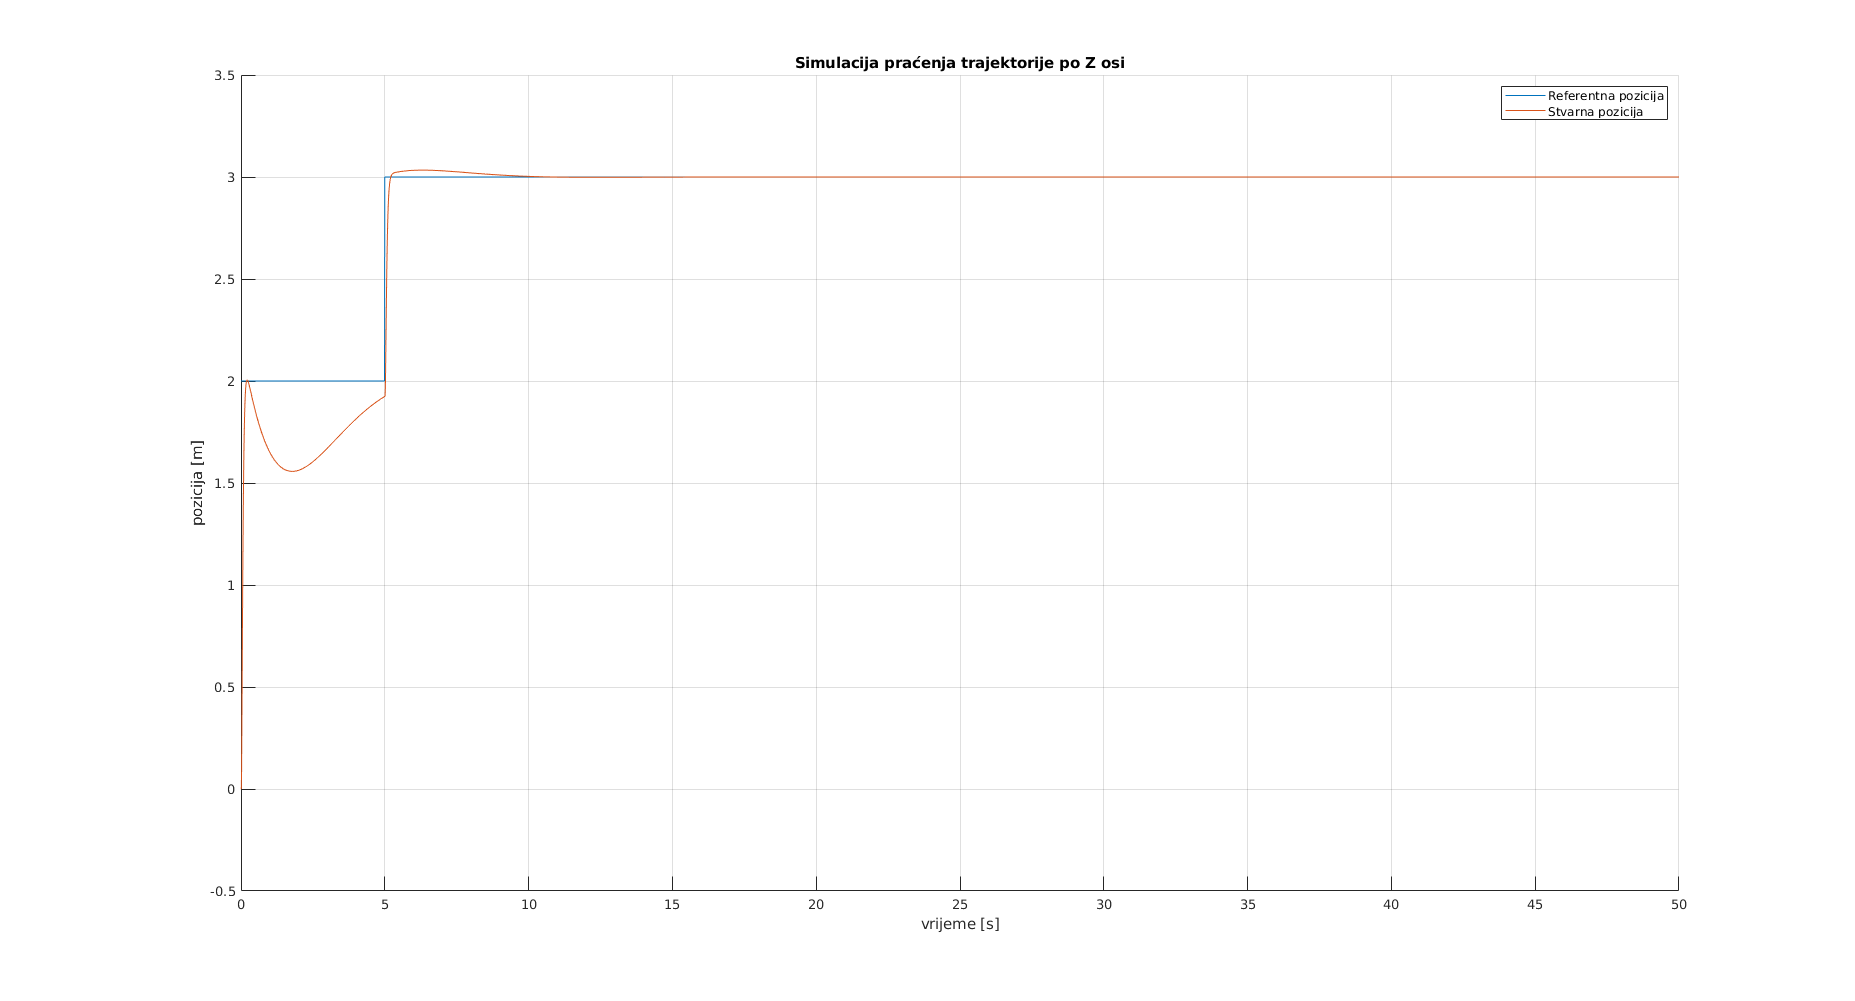 Simulacija praćenja trajektorije po Z osi
Referentna pozicija
Stvarna pozicija
3.5
3
2.5
2
1.5
1
0.5
0
-0.5
pozicija [m]
0 5 10 15 20 25 30 35 40 45 50
vrijeme [s]